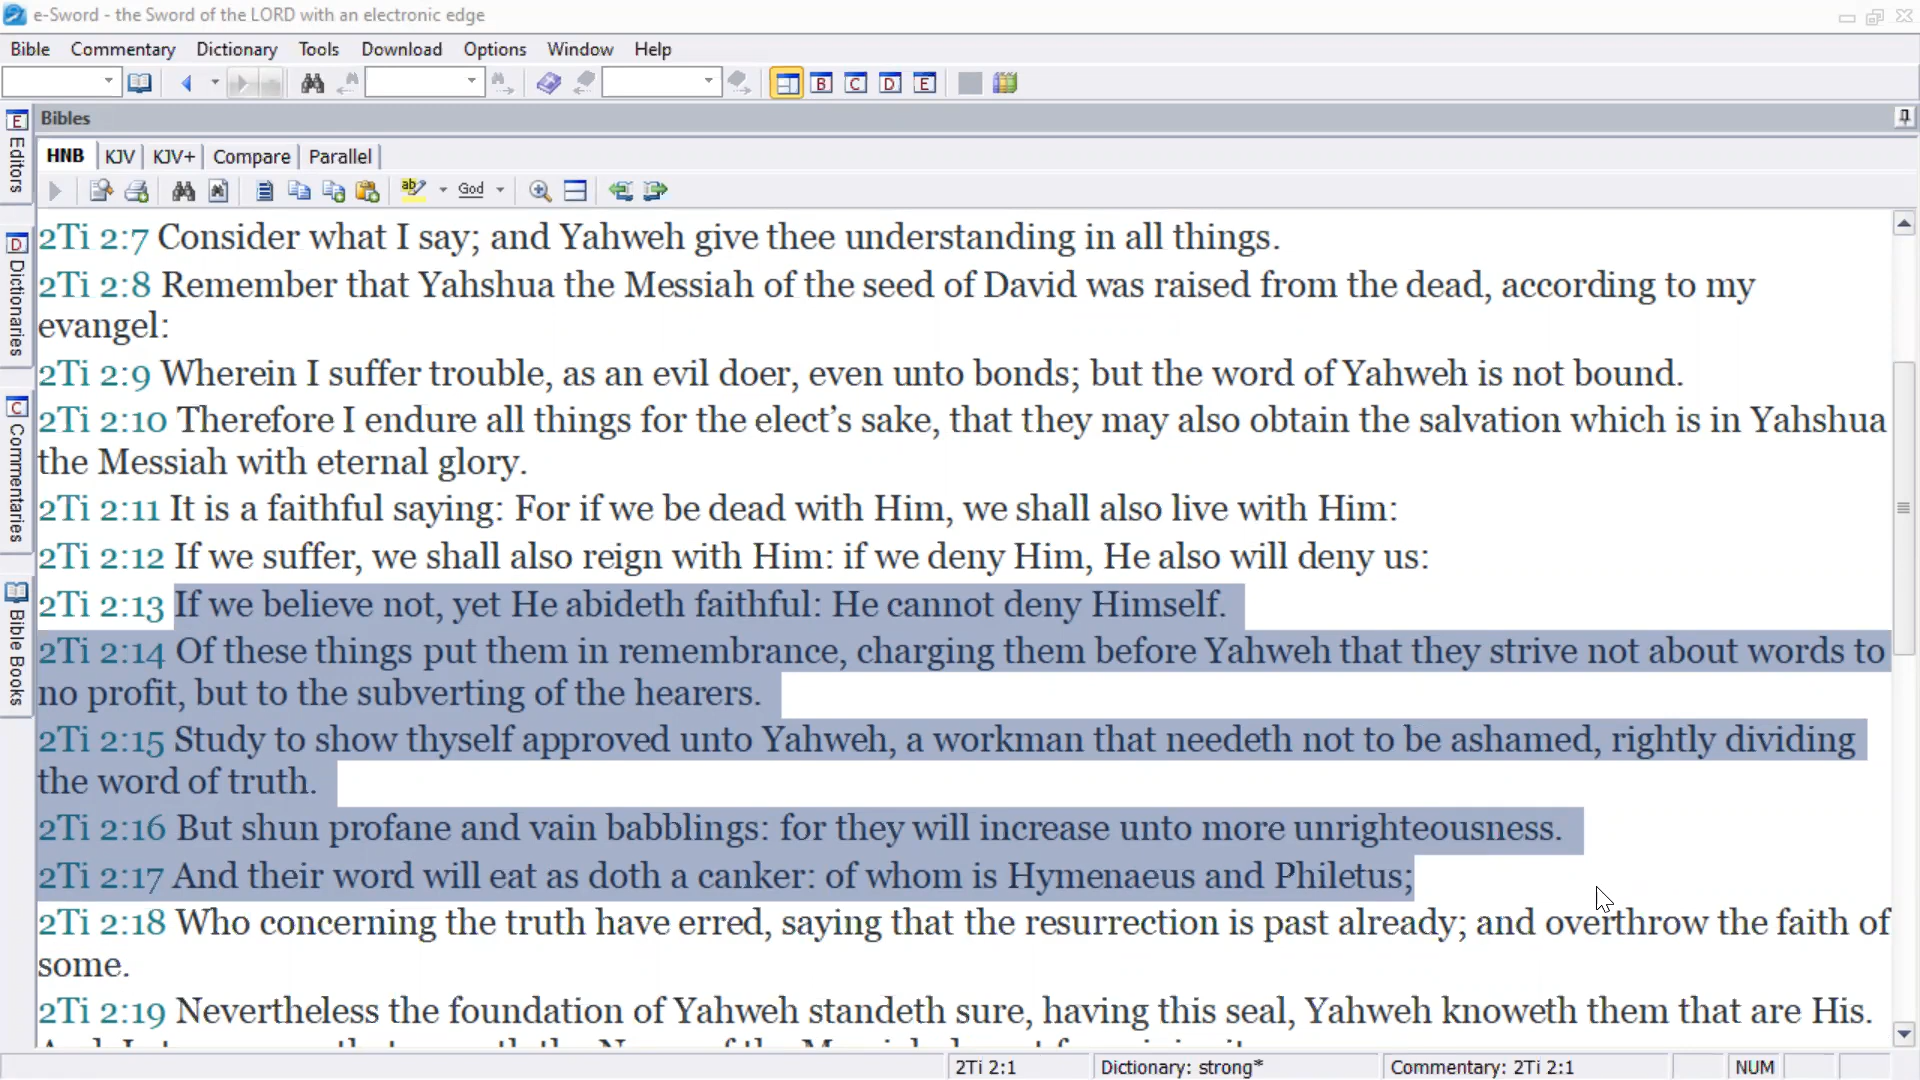 e-Sword - the Sword of the LORD with an electronic edge
Bible Commentary Dictionary Tools Download Options Window Help
B C D E
Bibles
E Editors
D Dictionaries
C Commentaries
Bible Books
HNB KJV KJV+ Compare Parallel
ab God
2Ti 2:7 Consider what I say; and Yahweh give thee understanding in all things.
2Ti 2:8 Remember that Yahshua the Messiah of the seed of David was raised from the dead, according to my
evangel:
2Ti 2:9 Wherein I suffer trouble, as an evil doer, even unto bonds; but the word of Yahweh is not bound.
2Ti 2:10 Therefore I endure all things for the elect’s sake, that they may also obtain the salvation which is in Yahshua
the Messiah with eternal glory.
2Ti 2:11 It is a faithful saying: For if we be dead with Him, we shall also live with Him:
2Ti 2:12 If we suffer, we shall also reign with Him: if we deny Him, He also will deny us:
2Ti 2:13 If we believe not, yet He abideth faithful: He cannot deny Himself.
2Ti 2:14 Of these things put them in remembrance, charging them before Yahweh that they strive not about words to
no profit, but to the subverting of the hearers.
2Ti 2:15 Study to show thyself approved unto Yahweh, a workman that needeth not to be ashamed, rightly dividing
the word of truth.
2Ti 2:16 But shun profane and vain babblings: for they will increase unto more unrighteousness.
2Ti 2:17 And their word will eat as doth a canker: of whom is Hymenaeus and Philetus;
2Ti 2:18 Who concerning the truth have erred, saying that the resurrection is past already; and overthrow the faith of
some.
2Ti 2:19 Nevertheless the foundation of Yahweh standeth sure, having this seal, Yahweh knoweth them that are His.
2Ti 2:1 Dictionary: strong* Commentary: 2Ti 2:1 NUM